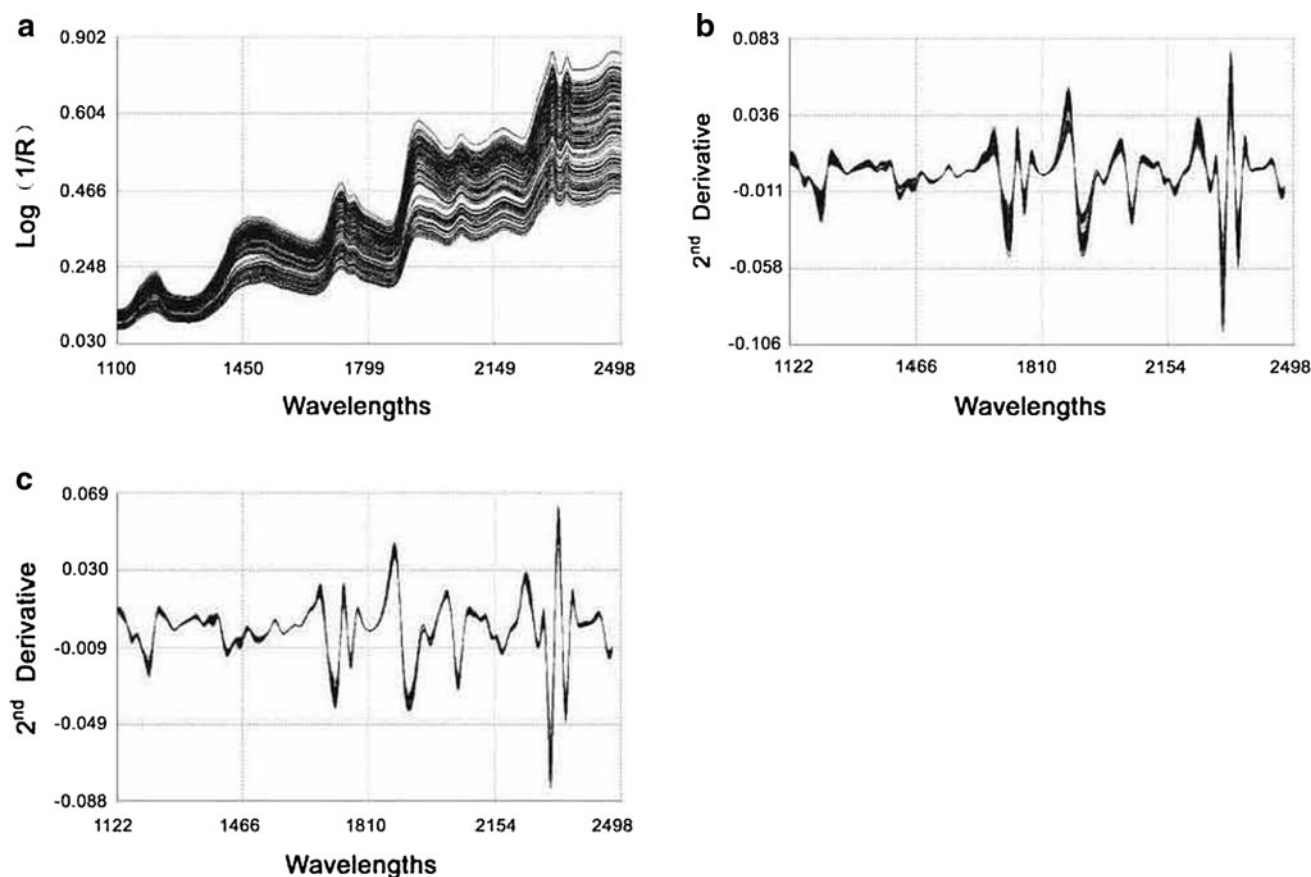 a
0.902
0.604
0.466
0.248
0.030
Log （1/R）
1100 1450 1799 2149 2498
Wavelengths
b
0.083
0.036
-0.011
-0.058
-0.106
2nd Derivative
1122 1466 1810 2154 2498
Wavelengths
c
0.069
0.030
-0.009
-0.049
-0.088
2nd Derivative
1122 1466 1810 2154 2498
Wavelengths